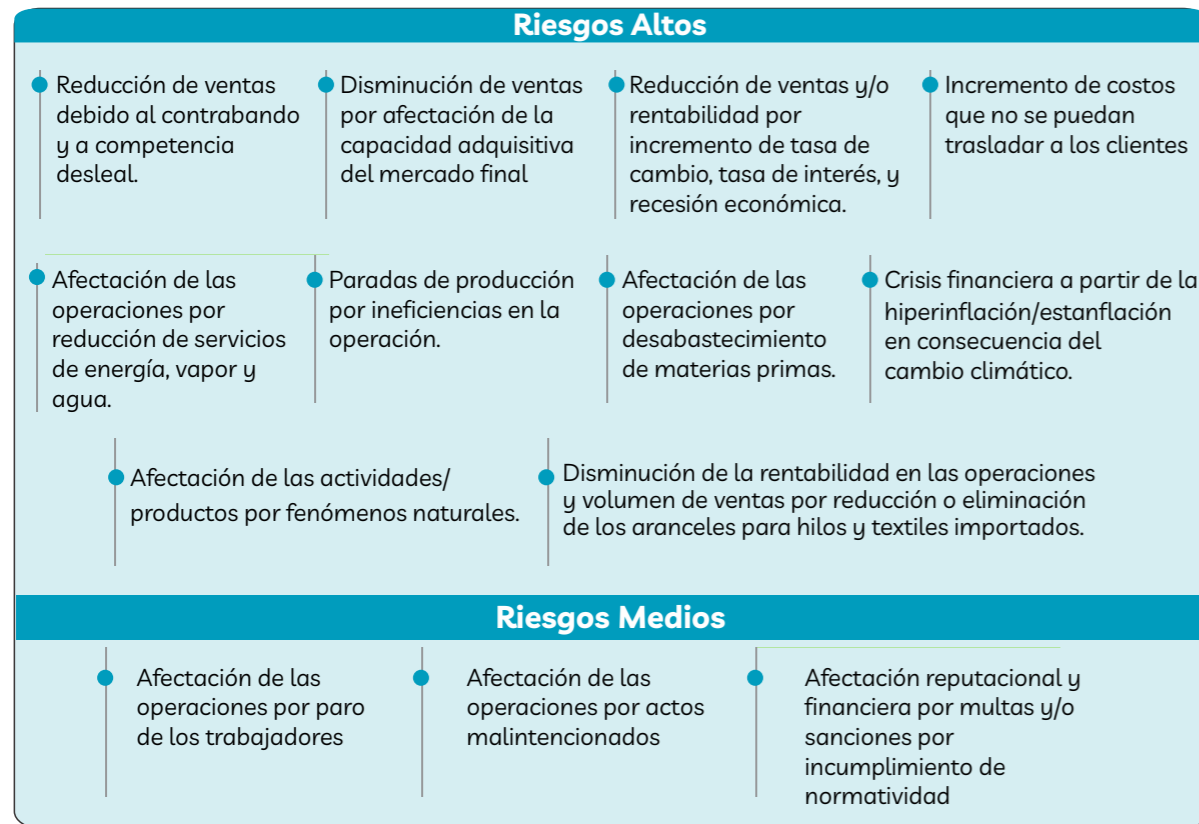 Riesgos Altos
Reducción de ventas
debido al contrabando
y a competencia
desleal.
Disminución de ventas
por afectación de la
capacidad adquisitiva
del mercado final
Reducción de ventas y/o
rentabilidad por
incremento de tasa de
cambio, tasa de interés, y
recesión económica.
Incremento de costos
que no se puedan
trasladar a los clientes
Afectación de las
operaciones por
reducción de servicios
de energía, vapor y
agua.
Paradas de producción
por ineficiencias en la
operación.
Afectación de las
operaciones por
desabastecimiento
de materias primas.
Crisis financiera a partir de la
hiperinflación/estanflación
en consecuencia del
cambio climático.
Afectación de las actividades/
productos por fenómenos naturales.
Disminución de la rentabilidad en las operaciones
y volumen de ventas por reducción o eliminación
de los aranceles para hilos y textiles importados.
Riesgos Medios
Afectación de las
operaciones por paro
de los trabajadores
Afectación de las
operaciones por actos
malintencionados
Afectación reputacional y
financiera por multas y/o
sanciones por
incumplimiento de
normatividad